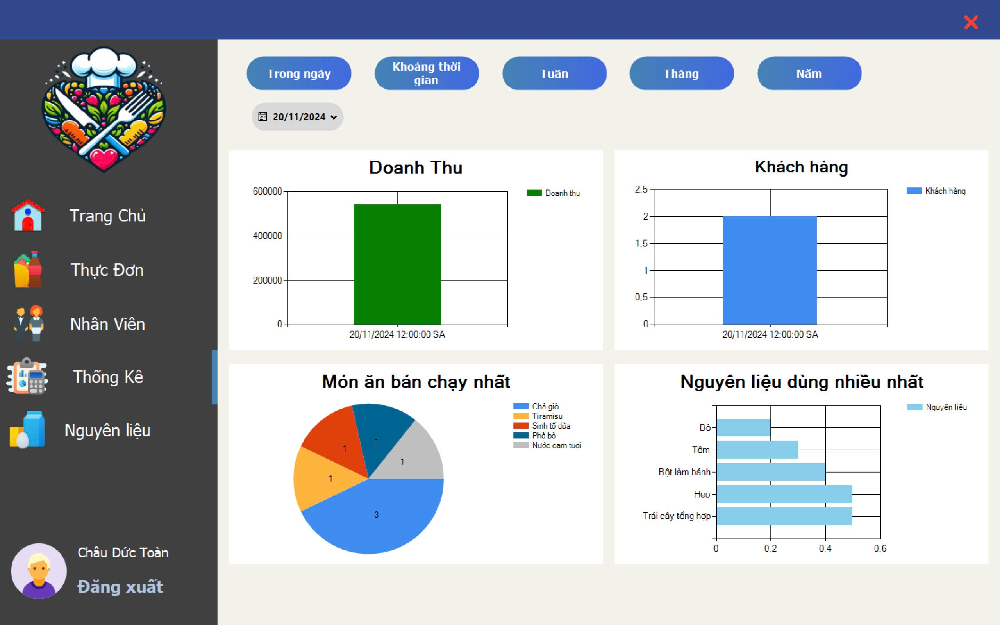 Trong ngày
Khoảng thời
gian
Tuần
Tháng
Năm
20/11/2024
Trang Chủ
Thực Đơn
Nhân Viên
Thống Kê
Nguyên liệu
Châu Đức Toàn
Đăng xuất
Doanh Thu
600000
400000
200000
0
20/11/2024 12:00:00 SA
Doanh thu
Khách hàng
2,5
2
1,5
1
0,5
0
20/11/2024 12:00:00 SA
Khách hàng
Món ăn bán chạy nhất
1
1
1
1
3
Chả giò
Tiramisu
Sinh tố dừa
Phở bò
Nước cam tươi
Nguyên liệu dùng nhiều nhất
Bò
Tôm
Bột làm bánh
Heo
Trái cây tổng hợp
0
0,2
0,4
0,6
Nguyên liệu